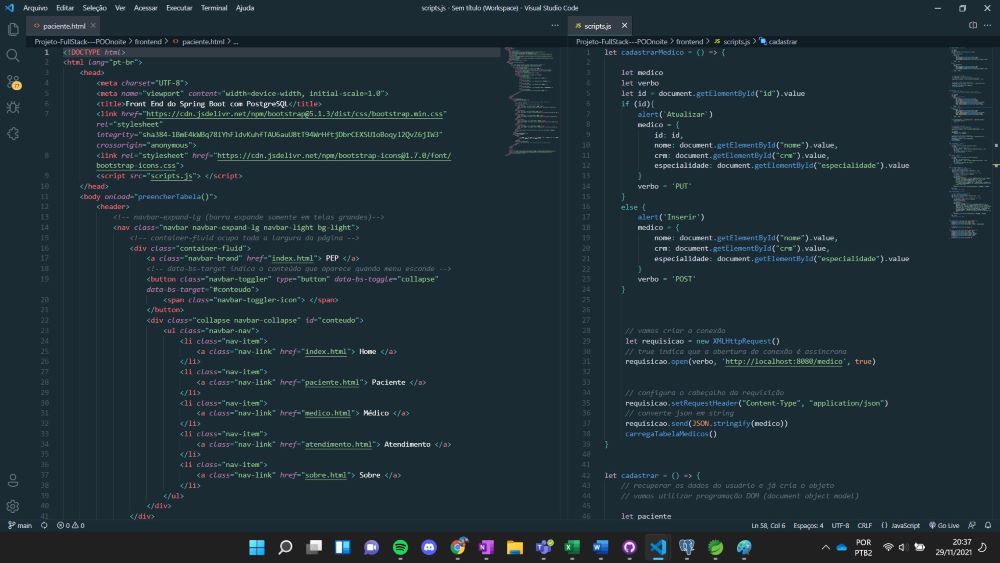 Arquivo Editar Seleção Ver Acessar Executar Terminal Ajuda
scripts.js - Sem título (Workspace) - Visual Studio Code
paciente.html
Projeto-FullStack---POOnoite > frontend > paciente.html > ...
1 <!DOCTYPE html>
2 <html lang="pt-br">
3 <head>
4 <meta charset="UTF-8">
5 <meta name="viewport" content="width=device-width, initial-scale=1.0">
6 <title>Front End do Spring Boot com PostgreSQL</title>
7 <link href="https://cdn.jsdelivr.net/npm/bootstrap@5.1.3/dist/css/bootstrap.min.css"
rel="stylesheet"
crossorigin="anonymous">
8 <link rel="stylesheet" href="https://cdn.jsdelivr.net/npm/bootstrap-icons@1.7.0/font/
bootstrap-icons.css">
9 <script src="scripts.js"> </script>
10 </head>
11 <body onload="preencherTabela()">
12 <header>
13 <!-- navbar-expand-lg (barra expande somente em telas grandes)-->
14 <nav class="navbar navbar-expand-lg navbar-light bg-light">
15 <!-- container-fluid ocupa toda a largura da página -->
16 <div class="container-fluid">
17 <a class="navbar-brand" href="index.html"> PEP </a>
18 <!-- data-bs-target indica o conteúdo que aparece quando menu esconde -->
19 <button class="navbar-toggler" type="button" data-bs-toggle="collapse"
data-bs-target="#conteudo">
20 <span class="navbar-toggler-icon"> </span>
21 </button>
22 <div class="collapse navbar-collapse" id="conteudo">
23 <ul class="navbar-nav">
24 <li class="nav-item">
25 <a class="nav-link" href="index.html"> Home </a>
26 </li>
27 <li class="nav-item">
28 <a class="nav-link" href="paciente.html"> Paciente </a>
29 </li>
30 <li class="nav-item">
31 <a class="nav-link" href="medico.html"> Médico </a>
32 </li>
33 <li class="nav-item">
34 <a class="nav-link" href="atendimento.html"> Atendimento </a>
35 </li>
36 <li class="nav-item">
37 <a class="nav-link" href="sobre.html"> Sobre </a>
38 </li>
39 </ul>
40 </div>
41 </div>
JS scripts.js
Projeto-FullStack---POOnoite > frontend > JS scripts.js > cadastrar
1 let cadastrarMedico = () => {
2
3 let medico
4 let verbo
5 let id = document.getElementById("id").value
6 if (id){
7 alert('Atualizar')
8 medico = {
9 id: id,
10 nome: document.getElementById("nome").value,
11 crm: document.getElementById("crm").value,
12 especialidade: document.getElementById("especialidade").value
13 }
14 verbo = 'PUT'
15 }
16 else {
17 alert('Inserir')
18 medico = {
19 nome: document.getElementById("nome").value,
20 crm: document.getElementById("crm").value,
21 especialidade: document.getElementById("especialidade").value
22 }
23 verbo = 'POST'
24 }
25
26
27
28 // vamos criar a conexão
29 let requisicao = new XMLHttpRequest()
30 // true indica que a abertura da conexão é assíncrona
31 requisicao.open(verbo, 'http://localhost:8080/medico', true)
32
33
34 // configura o cabeçalho da requisição
35 requisicao.setRequestHeader("Content-Type", "application/json")
36 // converte json em string
37 requisicao.send(JSON.stringify(medico))
38 carregaTabelaMedicos()
39 }
40
41
42 let cadastrar = () => {
43 // recuperar os dados do usuário e já cria o objeto
44 // vamos utilizar programação DOM (document object model)
45
46 let paciente
main 0 0
Ln 58, Col 6 Espaços: 4 UTF-8 CRLF {} JavaScript Go Live
POR
PTB2
20:37
29/11/2021